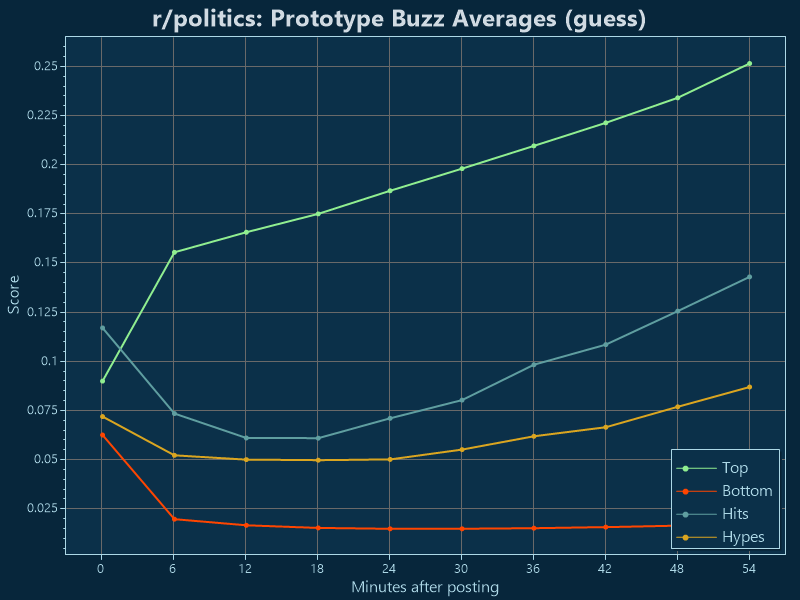 r/politics: Prototype Buzz Averages (guess)
0.25
0.225
0.2
0.175
0.15
0.125
0.1
0.075
0.05
0.025
Score
Top
Bottom
Hits
Hypes
0 6 12 18 24 30 36 42 48 54
Minutes after posting